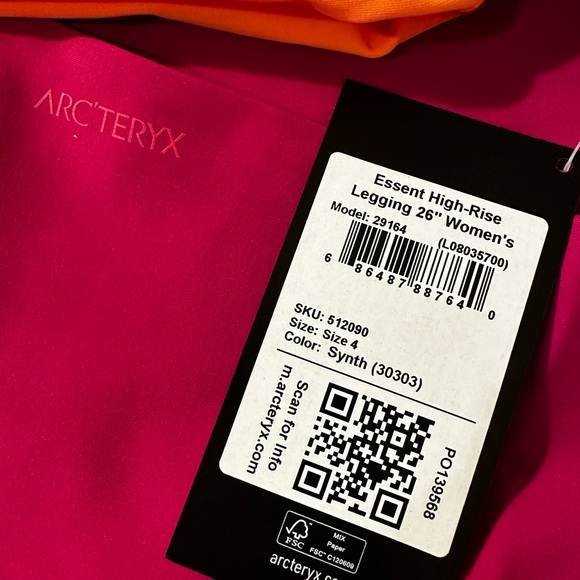 ARC'TERYX
Essent High-Rise
Legging 26" Women's
Model: 29164 (L08035700)
6 86487 88764 0
SKU: 512090
Size: Size 4
Color: Synth (30303)
Scan for Info
m.arcteryx.com
PO139568
FSC
MIX
Paper
FSC® C120609
arcteryx.co